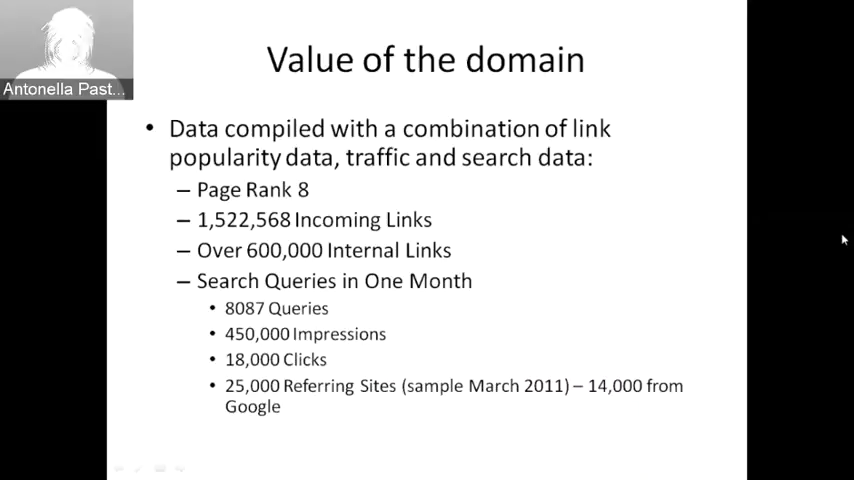 Antonella Past...
Value of the domain
• Data compiled with a combination of link
popularity data, traffic and search data:
– Page Rank 8
– 1,522,568 Incoming Links
– Over 600,000 Internal Links
– Search Queries in One Month
• 8087 Queries
• 450,000 Impressions
• 18,000 Clicks
• 25,000 Referring Sites (sample March 2011) – 14,000 from
Google